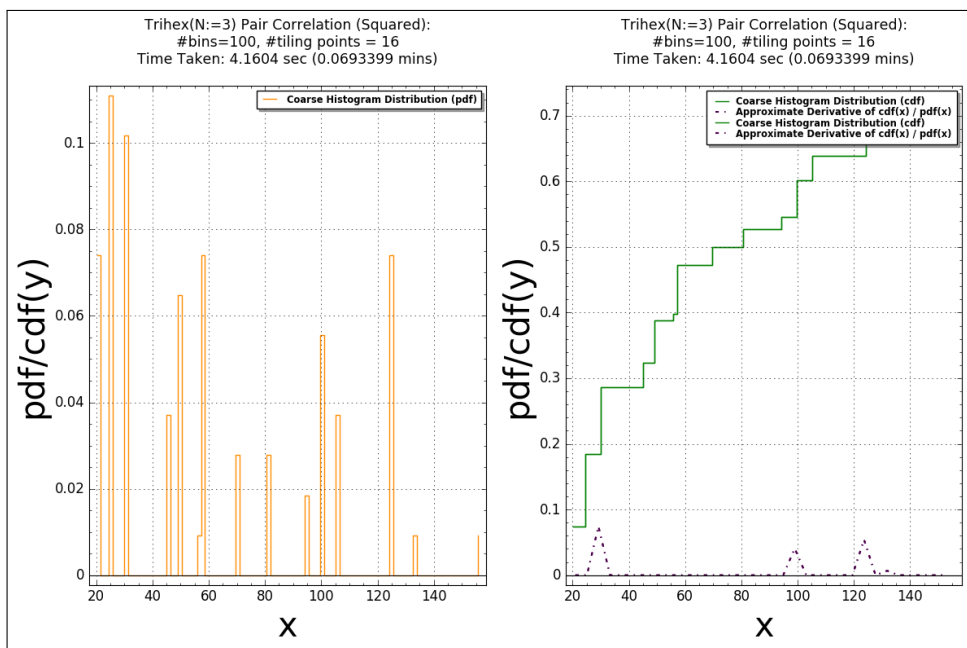 Trihex(N:=3) Pair Correlation (Squared):
#bins=100, #tiling points = 16
Time Taken: 4.1604 sec (0.0693399 mins)
Coarse Histogram Distribution (pdf)
0.1
0.08
0.06
0.04
0.02
0
pdf/cdf(y)
20 40 60 80 100 120 140
x
Trihex(N:=3) Pair Correlation (Squared):
#bins=100, #tiling points = 16
Time Taken: 4.1604 sec (0.0693399 mins)
Coarse Histogram Distribution (cdf)
Approximate Derivative of cdf(x) / pdf(x)
Coarse Histogram Distribution (cdf)
Approximate Derivative of cdf(x) / pdf(x)
0.7
0.6
0.5
0.4
0.3
0.2
0.1
0
pdf/cdf(y)
20 40 60 80 100 120 140
x